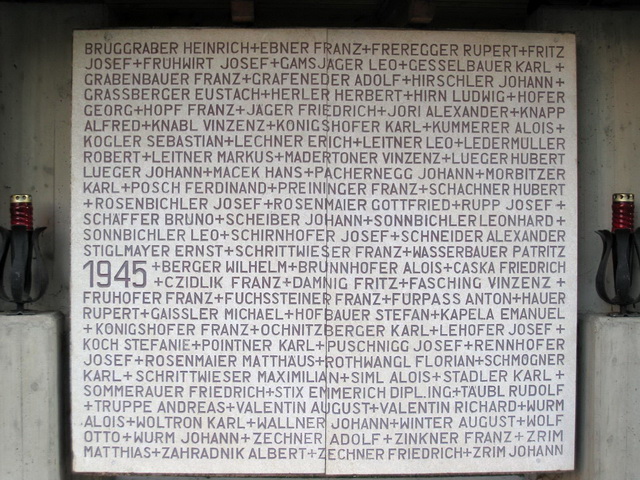 BRUGGRABER HEINRICH+EBNER FRANZ+FREREGGER RUPERT+FRITZ
JOSEF+FRUHWIRT JOSEF+GAMSJAGER LEO+GESSELBAUER KARL+
GRABENBAUER FRANZ+GRAFENEDER ADOLF+HIRSCHLER JOHANN+
GRASSBERGER EUSTACH+HERLER HERBERT+HIRN LUDWIG+HOFER
GEORG+HOPF FRANZ+JÄGER FRIEDRICH+JORI ALEXANDER+KNAPP
ALFRED+KNABL VINZENZ+KÖNIGSHOFER KARL+KUMMERER ALOIS+
KOGLER SEBASTIAN+LECHNER ERICH+LEITNER LEO+LEDERMÜLLER
ROBERT+LEITNER MARKUS+MADERTONER VINZENZ+LUEGER HUBERT
LUEGER JOHANN+MACEK HANS+PACHERNEGG JOHANN+MORBITZER
KARL+POSCH FERDINAND+PREININGER FRANZ+SCHACHNER HUBERT
+ROSENBICHLER JOSEF+ROSENMAIER GOTTFRIED+RUPP JOSEF+
SCHAFFER BRUNO+SCHEIBER JOHANN+SONNBICHLER LEONHARD+
SONNBICHLER LEO+SCHIRNHOFER JOSEF+SCHNEIDER ALEXANDER
STIGLMAYER ERNST+SCHRITTWIESER FRANZ+WASSERBAUER PATRITZ
1945 +BERGER WILHELM+BRUNNHOFER ALOIS+CASKA FRIEDRICH
+CZIDLIK FRANZ+DAMNIG FRITZ+FASCHING VINZENZ+
FRUHOFER FRANZ+FUCHSSTEINER FRANZ+FURPASS ANTON+HAUER
RUPERT+GAISSLER MICHAEL+HOFBAUER STEFAN+KAPELA EMANUEL
+KÖNIGSHOFER FRANZ+OCHNITZBERGER KARL+LEHOFER JOSEF+
KOCH STEFANIE+POINTNER KARL+PUSCHNIGG JOSEF+RENNHOFER
JOSEF+ROSENMAIER MATTHÄUS+ROTHWANGL FLORIAN+SCHMOGNER
KARL+SCHRITTWIESER MAXIMILIAN+SIML ALOIS+STADLER KARL+
SOMMERAUER FRIEDRICH+STIX EMMERICH DIPL.ING+TÄUBL RUDOLF
+TRUPPE ANDREAS+VALENTIN AUGUST+VALENTIN RICHARD+WURM
ALOIS+WOLTRON KARL+WALLNER JOHANN+WINTER AUGUST+WOLF
OTTO+WURM JOHANN+ZECHNER ADOLF+ZINKNER FRANZ+ZRIM
MATTHIAS+ZAHRADNIK ALBERT+ZECHNER FRIEDRICH+ZRIM JOHANN